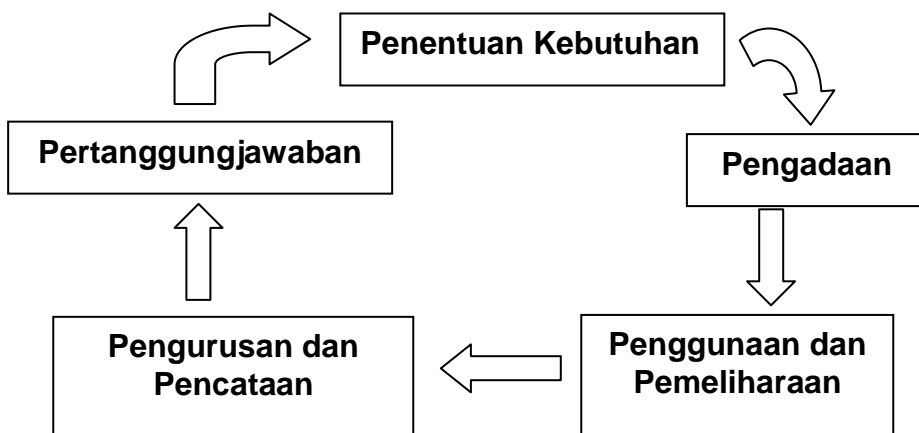 Penentuan Kebutuhan
Pertanggungjawaban
Pengadaan
Pengurusan dan
Pencataan
Penggunaan dan
Pemeliharaan